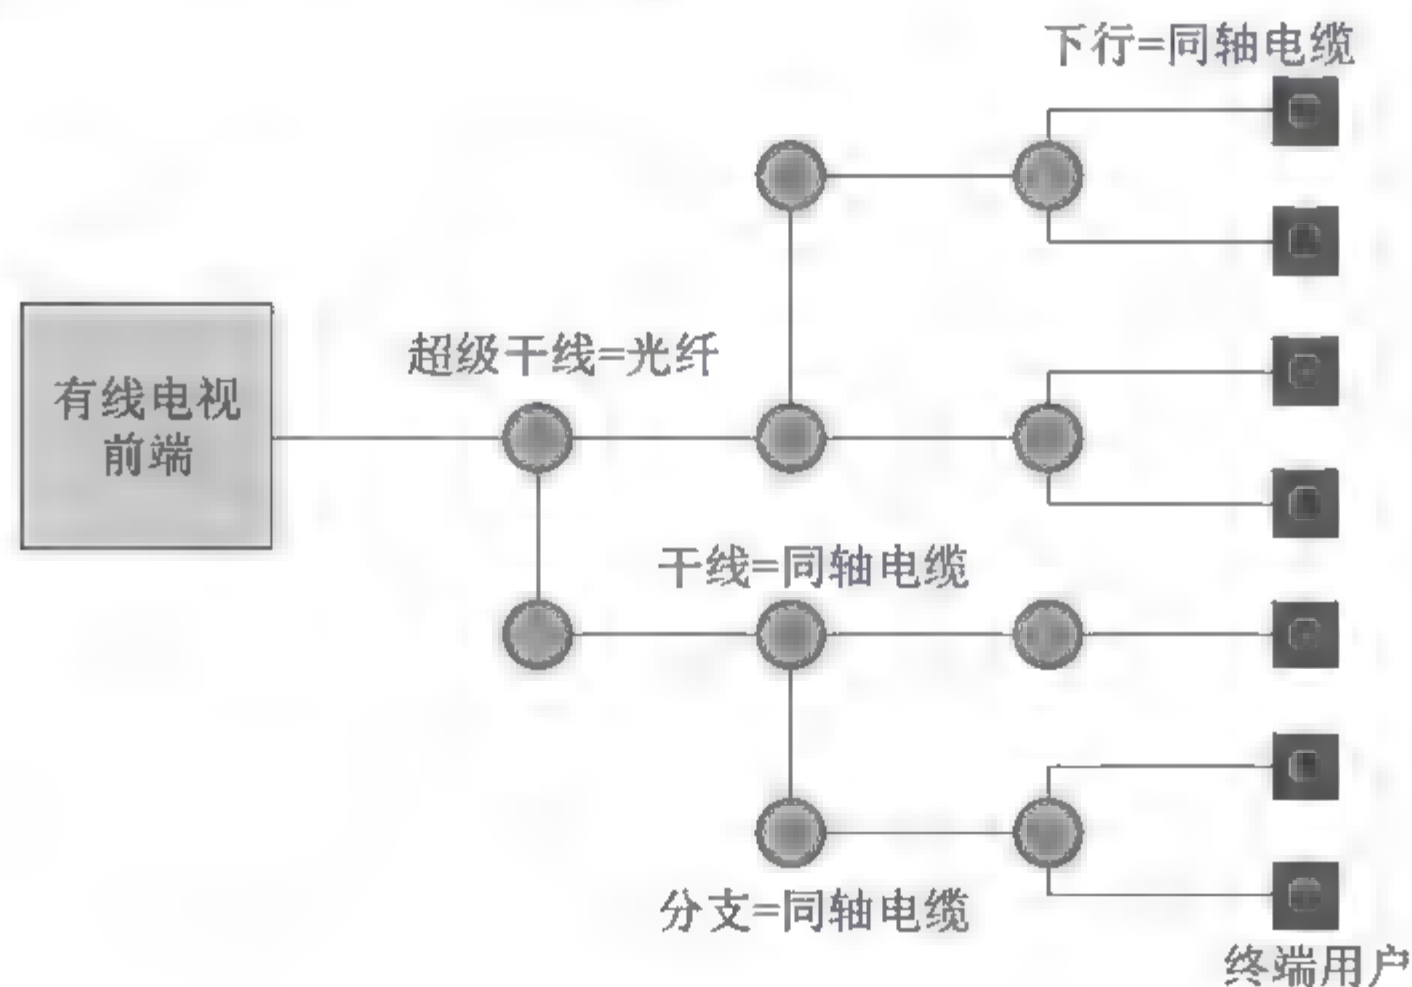 下行=同轴电缆
超级干线=光纤
有线电视
前端
干线=同轴电缆
分支=同轴电缆
终端用户